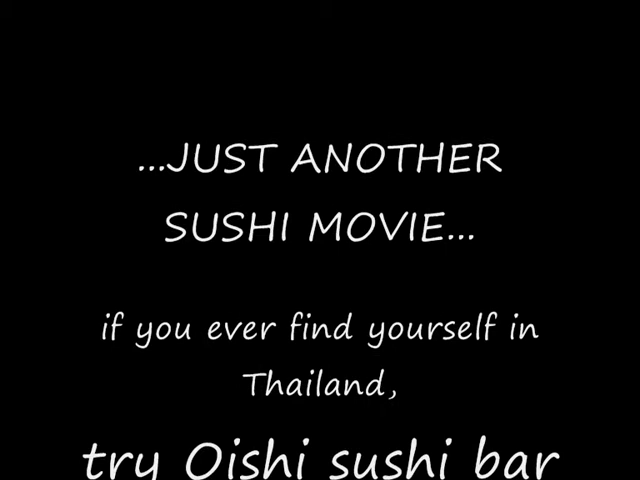 ...JUST ANOTHER
SUSHI MOVIE...
if you ever find yourself in
Thailand,
try Oishi sushi bar